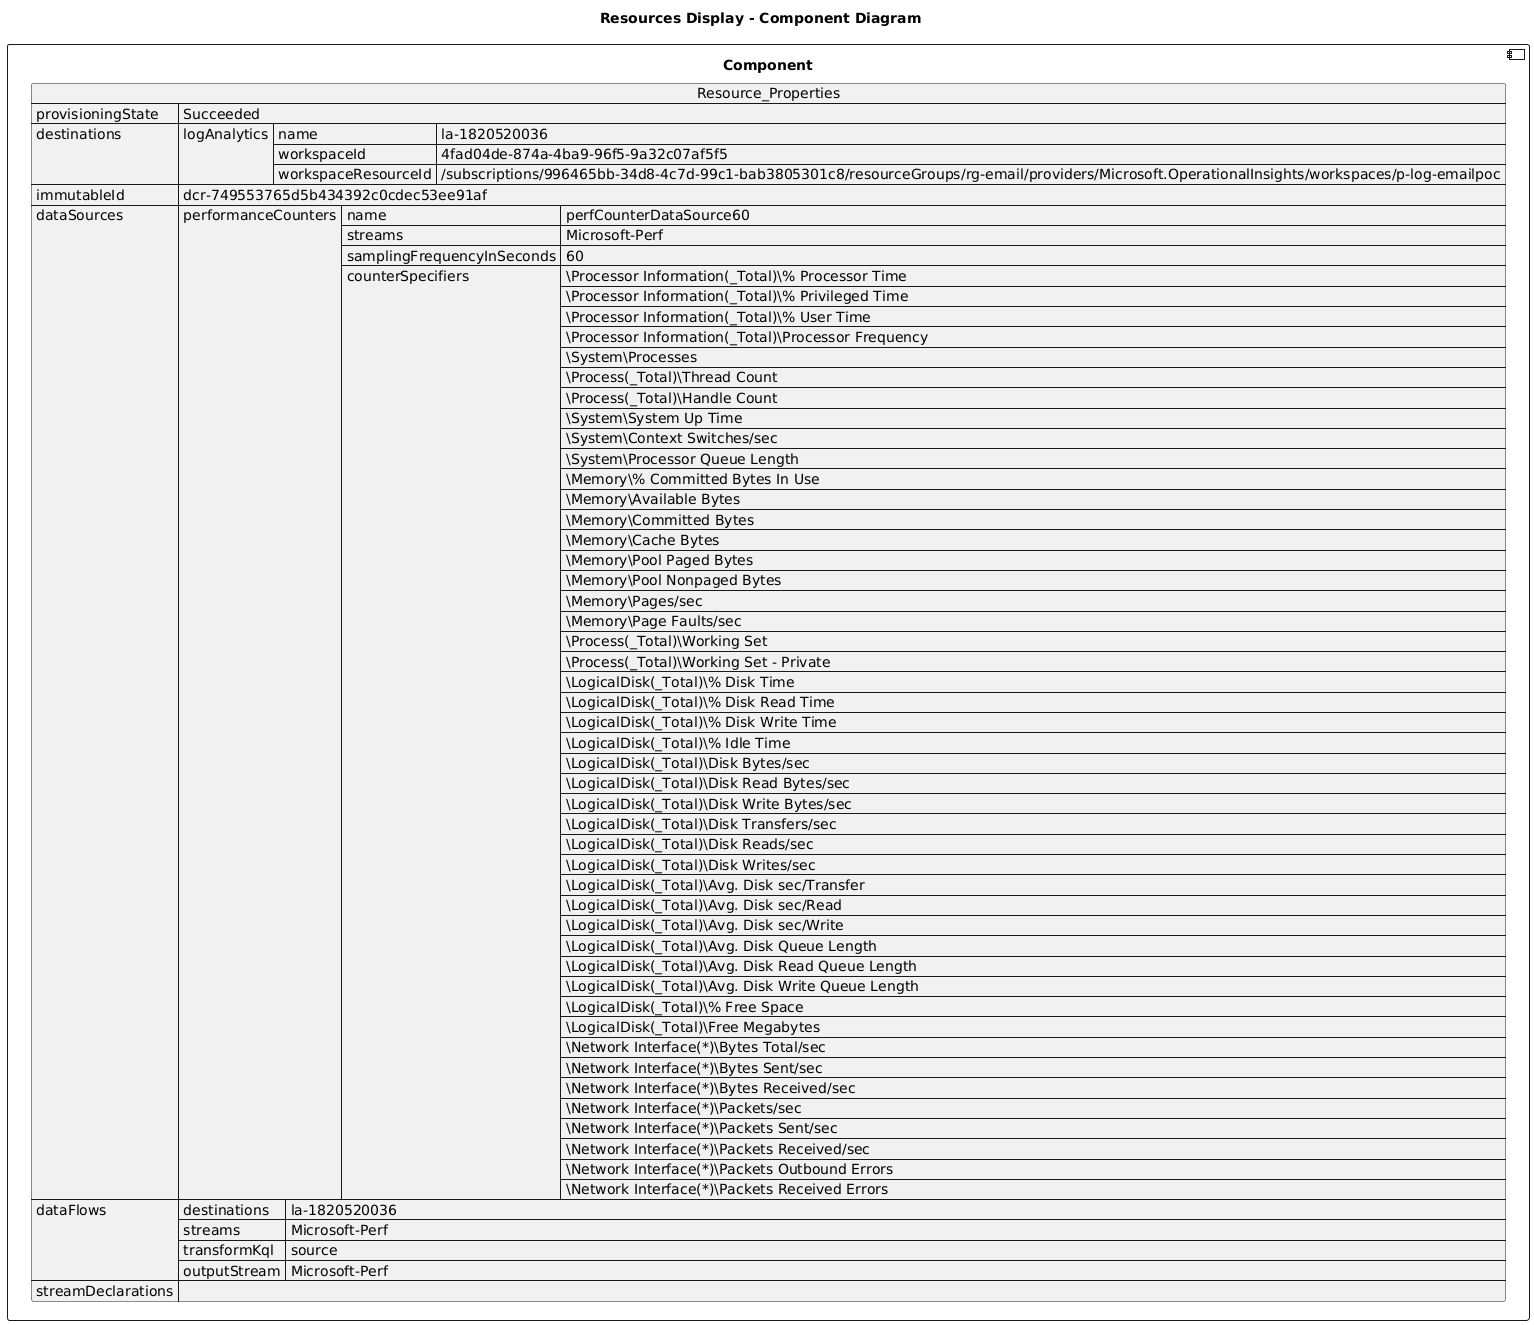 Resources Display - Component Diagram
Component
Resource_Properties
provisioningState Succeeded
destinations logAnalytics name la-1820520036
workspaceId 4fad04de-874a-4ba9-96f5-9a32c07af5f5
workspaceResourceId /subscriptions/996465bb-34d8-4c7d-99c1-bab3805301c8/resourceGroups/rg-email/providers/Microsoft.OperationalInsights/workspaces/p-log-emailpoc
immutableId dcr-749553765d5b434392c0cdec53ee91af
dataSources performanceCounters name perfCounterDataSource60
streams Microsoft-Perf
samplingFrequencyInSeconds 60
counterSpecifiers \Processor Information(_Total)\% Processor Time
\Processor Information(_Total)\% Privileged Time
\Processor Information(_Total)\% User Time
\Processor Information(_Total)\Processor Frequency
\System\Processes
\Process(_Total)\Thread Count
\Process(_Total)\Handle Count
\System\System Up Time
\System\Context Switches/sec
\System\Processor Queue Length
\Memory\% Committed Bytes In Use
\Memory\Available Bytes
\Memory\Committed Bytes
\Memory\Cache Bytes
\Memory\Pool Paged Bytes
\Memory\Pool Nonpaged Bytes
\Memory\Pages/sec
\Memory\Page Faults/sec
\Process(_Total)\Working Set
\Process(_Total)\Working Set - Private
\LogicalDisk(_Total)\% Disk Time
\LogicalDisk(_Total)\% Disk Read Time
\LogicalDisk(_Total)\% Disk Write Time
\LogicalDisk(_Total)\% Idle Time
\LogicalDisk(_Total)\Disk Bytes/sec
\LogicalDisk(_Total)\Disk Read Bytes/sec
\LogicalDisk(_Total)\Disk Write Bytes/sec
\LogicalDisk(_Total)\Disk Transfers/sec
\LogicalDisk(_Total)\Disk Reads/sec
\LogicalDisk(_Total)\Disk Writes/sec
\LogicalDisk(_Total)\Avg. Disk sec/Transfer
\LogicalDisk(_Total)\Avg. Disk sec/Read
\LogicalDisk(_Total)\Avg. Disk sec/Write
\LogicalDisk(_Total)\Avg. Disk Queue Length
\LogicalDisk(_Total)\Avg. Disk Read Queue Length
\LogicalDisk(_Total)\Avg. Disk Write Queue Length
\LogicalDisk(_Total)\% Free Space
\LogicalDisk(_Total)\Free Megabytes
\Network Interface(*)\Bytes Total/sec
\Network Interface(*)\Bytes Sent/sec
\Network Interface(*)\Bytes Received/sec
\Network Interface(*)\Packets/sec
\Network Interface(*)\Packets Sent/sec
\Network Interface(*)\Packets Received/sec
\Network Interface(*)\Packets Outbound Errors
\Network Interface(*)\Packets Received Errors
dataFlows destinations la-1820520036
streams Microsoft-Perf
transformKql source
outputStream Microsoft-Perf
streamDeclarations